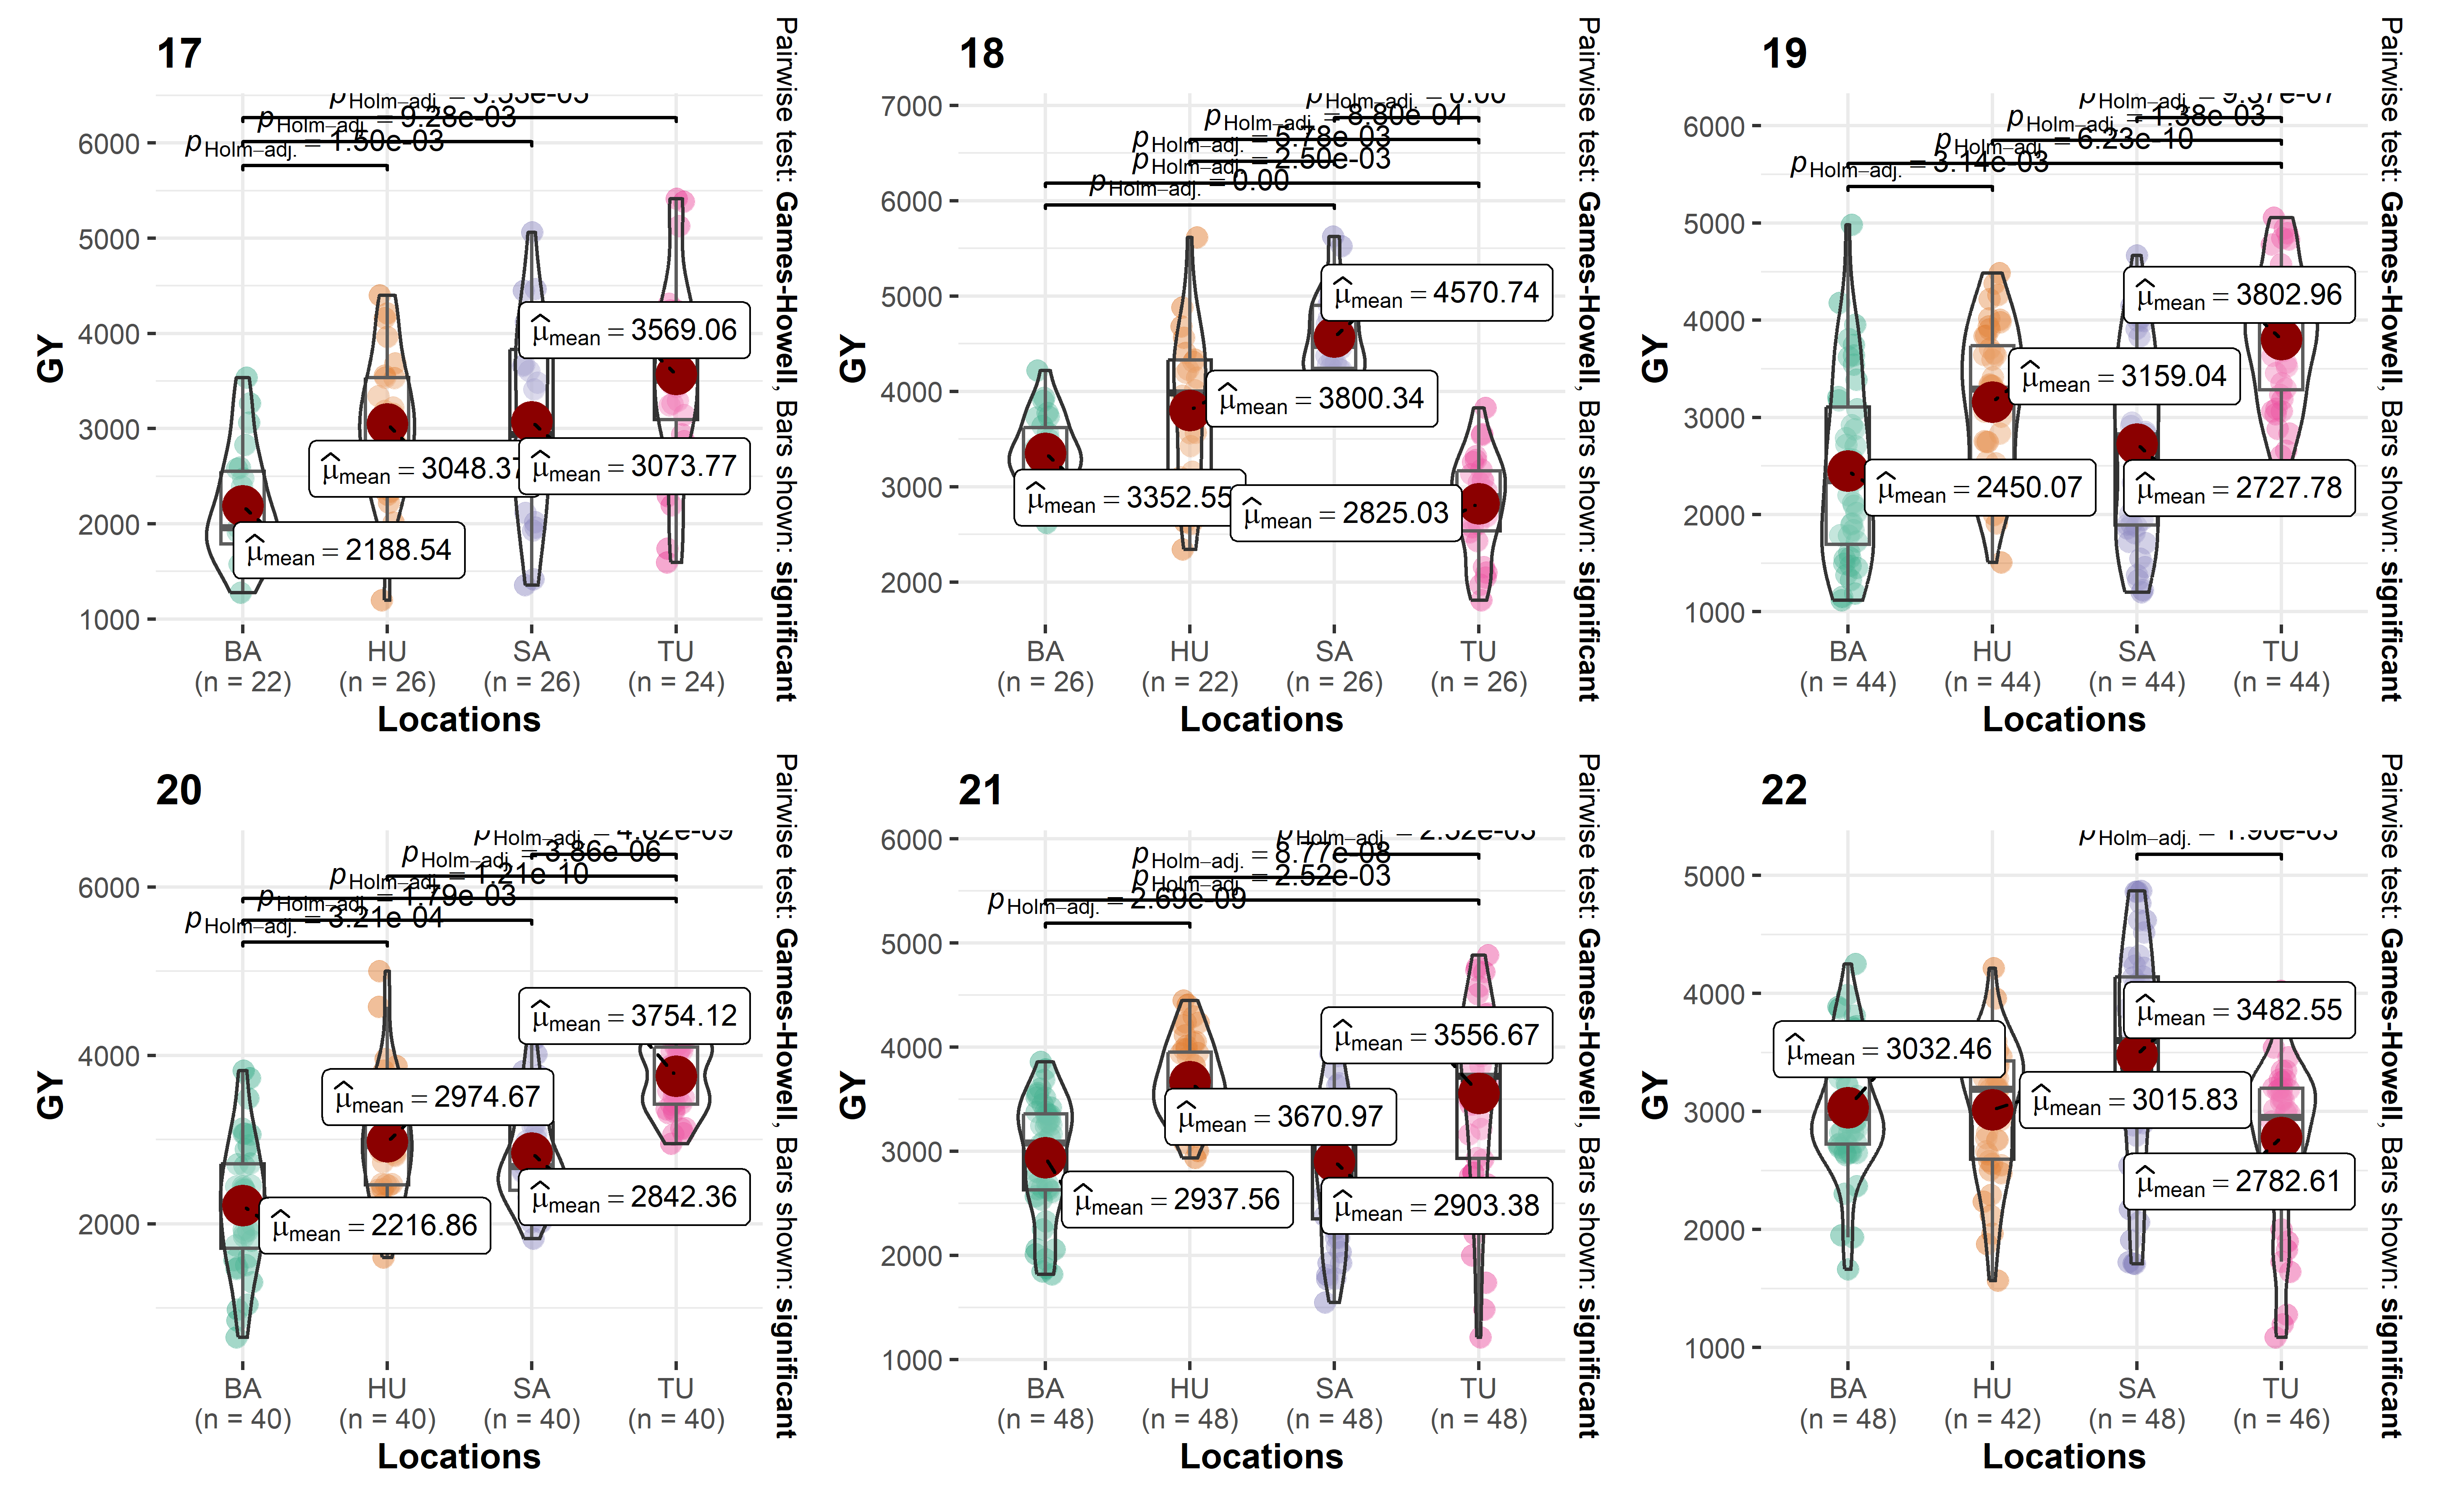 17
Pairwise test: Games-Howell, Bars shown: significant
pHolm–adj. = 9.28e-03
pHolm–adj. = 1.50e-03
GY
6000
5000
4000
3000
2000
1000
μ̂mean = 3569.06
μ̂mean = 3048.37
μ̂mean = 3073.77
μ̂mean = 2188.54
BA HU SA TU
(n = 22) (n = 26) (n = 26) (n = 24)
Locations
18
Pairwise test: Games-Howell, Bars shown: significant
pHolm–adj. = 0.00
pHolm–adj. = 8.80e-04
pHolm–adj. = 5.78e-03
pHolm–adj. = 2.50e-03
pHolm–adj. = 0.00
GY
7000
6000
5000
4000
3000
2000
μ̂mean = 4570.74
μ̂mean = 3800.34
μ̂mean = 3352.55
μ̂mean = 2825.03
BA HU SA TU
(n = 26) (n = 22) (n = 26) (n = 26)
Locations
19
Pairwise test: Games-Howell, Bars shown: significant
pHolm–adj. = 1.38e-03
pHolm–adj. = 6.23e-10
pHolm–adj. = 3.14e-03
GY
6000
5000
4000
3000
2000
1000
μ̂mean = 3802.96
μ̂mean = 3159.04
μ̂mean = 2450.07
μ̂mean = 2727.78
BA HU SA TU
(n = 44) (n = 44) (n = 44) (n = 44)
Locations
20
Pairwise test: Games-Howell, Bars shown: significant
pHolm–adj. = 3.86e-06
pHolm–adj. = 1.21e-10
pHolm–adj. = 1.79e-03
pHolm–adj. = 3.21e-04
GY
6000
4000
2000
μ̂mean = 3754.12
μ̂mean = 2974.67
μ̂mean = 2842.36
μ̂mean = 2216.86
BA HU SA TU
(n = 40) (n = 40) (n = 40) (n = 40)
Locations
21
Pairwise test: Games-Howell, Bars shown: significant
pHolm–adj. = 8.77e-08
pHolm–adj. = 2.52e-03
pHolm–adj. = 2.69e-09
GY
6000
5000
4000
3000
2000
1000
μ̂mean = 3556.67
μ̂mean = 3670.97
μ̂mean = 2937.56
μ̂mean = 2903.38
BA HU SA TU
(n = 48) (n = 48) (n = 48) (n = 48)
Locations
22
Pairwise test: Games-Howell, Bars shown: significant
GY
5000
4000
3000
2000
1000
μ̂mean = 3482.55
μ̂mean = 3032.46
μ̂mean = 3015.83
μ̂mean = 2782.61
BA HU SA TU
(n = 48) (n = 42) (n = 48) (n = 46)
Locations